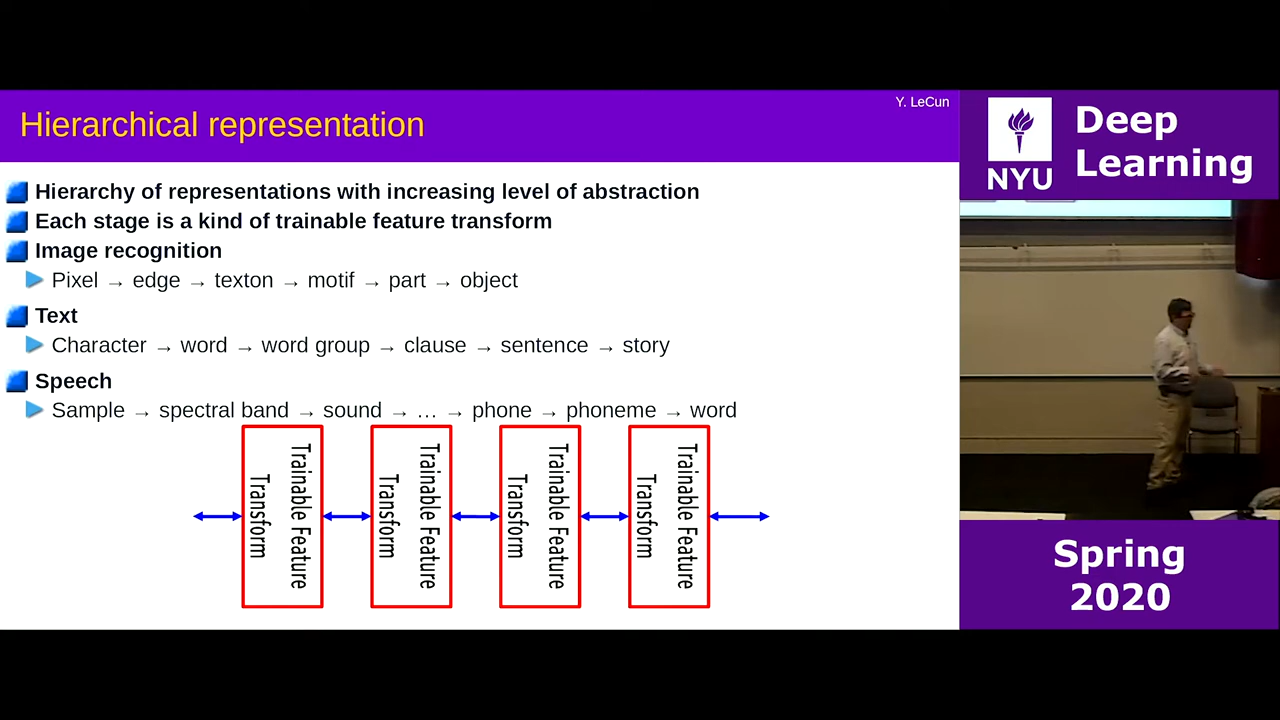 Y. LeCun
Hierarchical representation
Hierarchy of representations with increasing level of abstraction
Each stage is a kind of trainable feature transform
Image recognition
Pixel → edge → texton → motif → part → object
Text
Character → word → word group → clause → sentence → story
Speech
Sample → spectral band → sound → … → phone → phoneme → word
Trainable Feature
Transform
Trainable Feature
Transform
Trainable Feature
Transform
Trainable Feature
Transform
NYU
Deep
Learning
Spring
2020